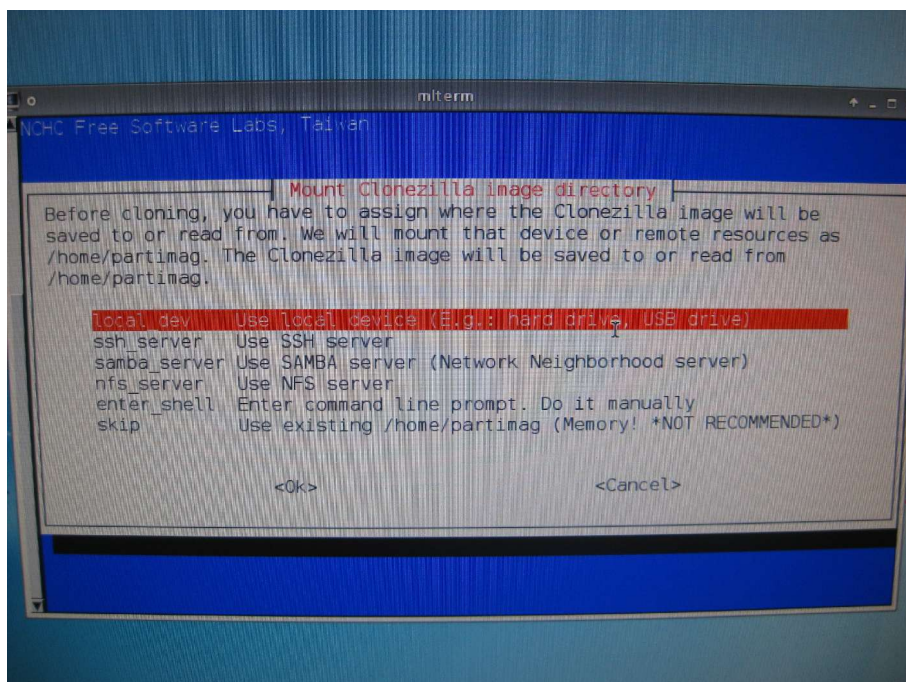 mlterm
NCHC Free Software Labs, Taiwan
Mount Clonezilla image directory
Before cloning, you have to assign where the Clonezilla image will be
saved to or read from. We will mount that device or remote resources as
/home/partimag. The Clonezilla image will be saved to or read from
/home/partimag.
local_dev Use local device (E.g.: hard drive, USB drive)
ssh_server Use SSH server
samba_server Use SAMBA server (Network Neighborhood server)
nfs_server Use NFS server
enter_shell Enter command line prompt. Do it manually
skip Use existing /home/partimag (Memory! *NOT RECOMMENDED*)
<Ok> <Cancel>